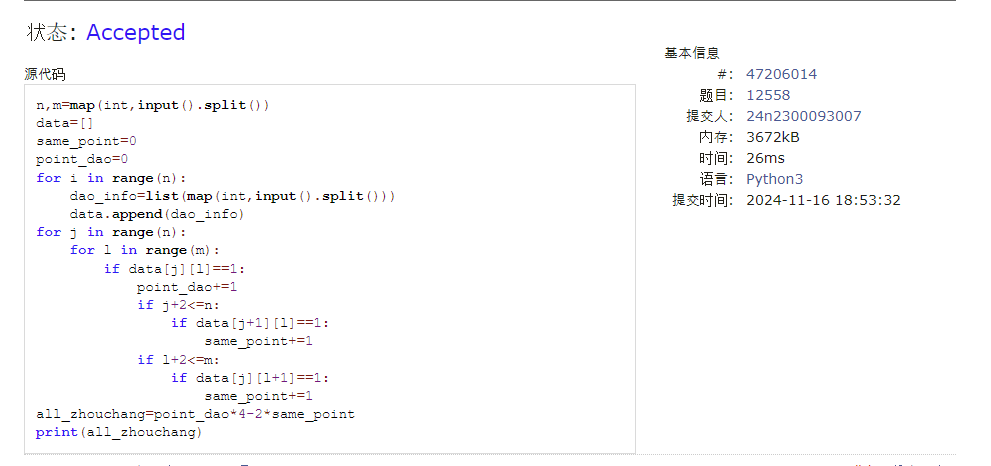 状态: Accepted
源代码
n,m=map(int,input().split())
data=[]
same_point=0
point_dao=0
for i in range(n):
    dao_info=list(map(int,input().split()))
    data.append(dao_info)
for j in range(n):
    for l in range(m):
        if data[j][l]==1:
            point_dao+=1
            if j+2<=n:
                if data[j+1][l]==1:
                    same_point+=1
            if l+2<=m:
                if data[j][l+1]==1:
                    same_point+=1
all_zhouchang=point_dao*4-2*same_point
print(all_zhouchang)
基本信息
#: 47206014
题目: 12558
提交人: 24n2300093007
内存: 3672kB
时间: 26ms
语言: Python3
提交时间: 2024-11-16 18:53:32